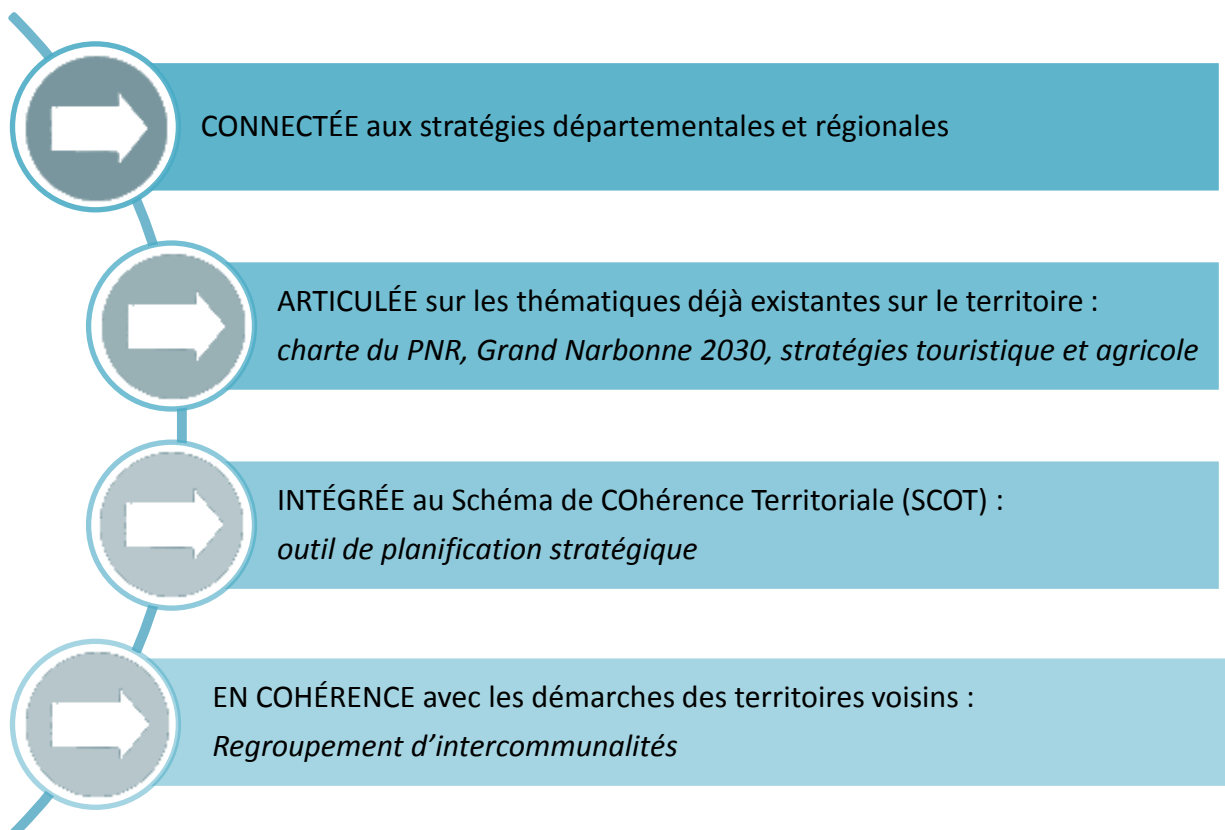 CONNECTÉE aux stratégies départementales et régionales
ARTICULÉE sur les thématiques déjà existantes sur le territoire :
charte du PNR, Grand Narbonne 2030, stratégies touristique et agricole
INTÉGRÉE au Schéma de COhérence Territoriale (SCOT) :
outil de planification stratégique
EN COHÉRENCE avec les démarches des territoires voisins :
Regroupement d’intercommunalités